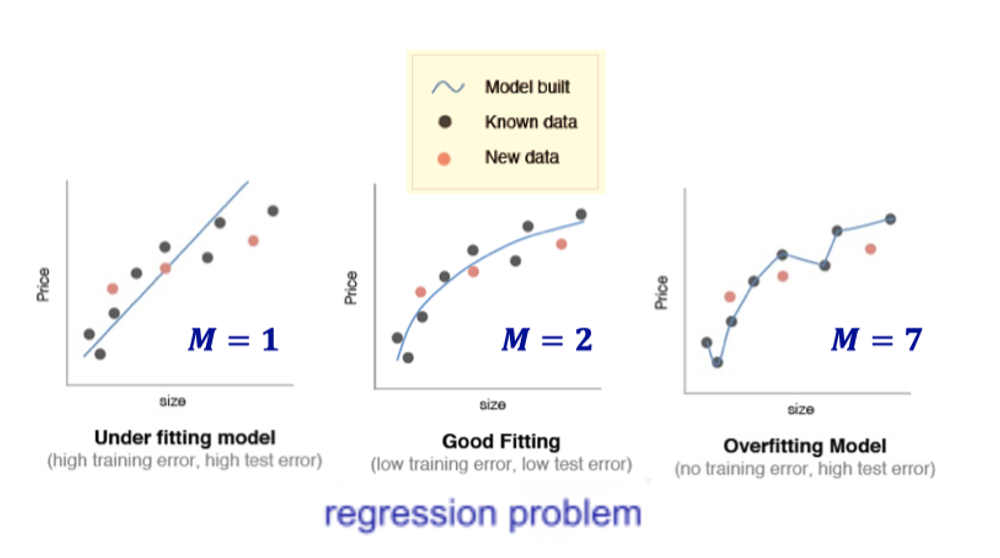 Model built
Known data
New data
Price
M = 1
size
Under fitting model
(high training error, high test error)
Price
M = 2
size
Good Fitting
(low training error, low test error)
Price
M = 7
size
Overfitting Model
(no training error, high test error)
regression problem